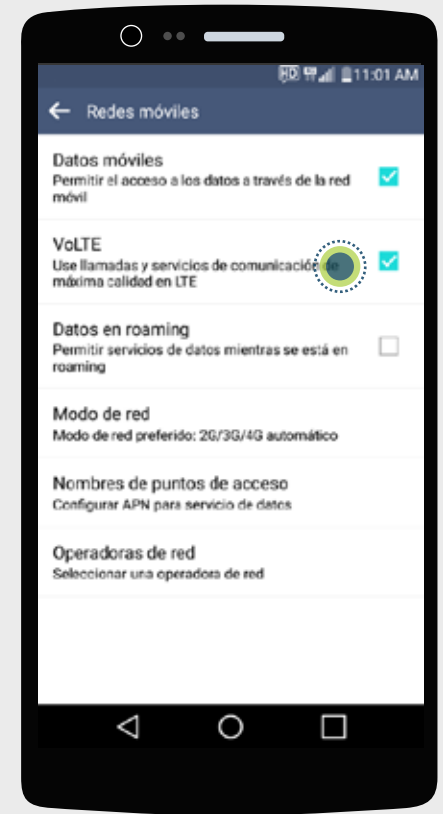 HD 4G 11:01 AM
Redes móviles
Datos móviles
Permitir el acceso a los datos a través de la red
móvil
VoLTE
Use llamadas y servicios de comunicación de
máxima calidad en LTE
Datos en roaming
Permitir servicios de datos mientras se está en
roaming
Modo de red
Modo de red preferido: 2G/3G/4G automático
Nombres de puntos de acceso
Configurar APN para servicio de datos
Operadoras de red
Seleccionar una operadora de red